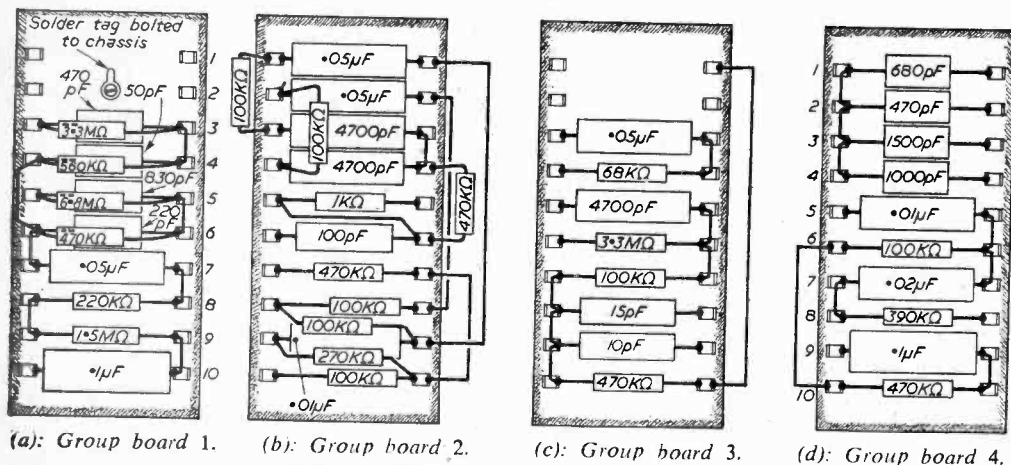 Solder tag bolted
to chassis
470
pF
50pF
3·3MΩ
560KΩ
830pF
6·8MΩ
220
pF
470KΩ
·05µF
220KΩ
1·5MΩ
·1µF
1
2
3
4
5
6
7
8
9
10
(a): Group board 1.
100KΩ
·05µF
·05µF
100KΩ
4700pF
4700pF
470KΩ
1KΩ
100pF
470KΩ
100KΩ
100KΩ
270KΩ
100KΩ
·01µF
(b): Group board 2.
·05µF
68KΩ
4700pF
3·3MΩ
100KΩ
15pF
10pF
470KΩ
(c): Group board 3.
1
2
3
4
5
6
7
8
9
10
680pF
470pF
1500pF
1000pF
·01µF
100KΩ
·02µF
390KΩ
·1µF
470KΩ
(d): Group board 4.